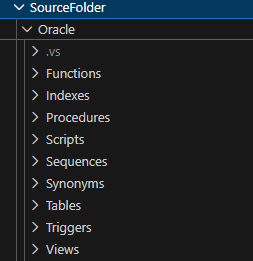 SourceFolder
Oracle
.vs
Functions
Indexes
Procedures
Scripts
Sequences
Synonyms
Tables
Triggers
Views